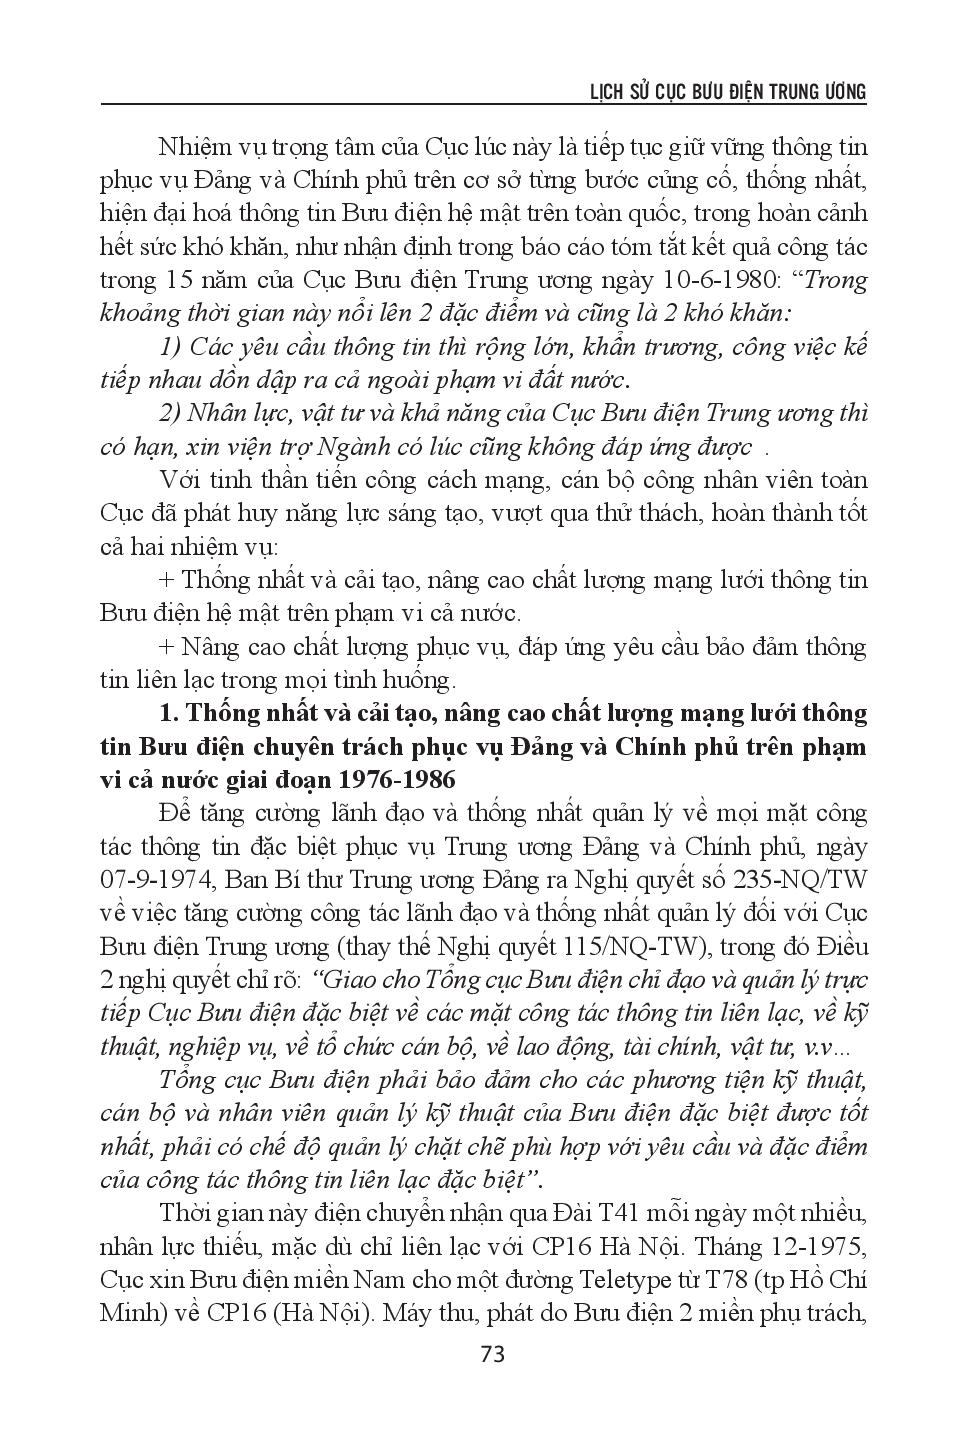 LỊCH SỬ CỤC BƯU ĐIỆN TRUNG ƯƠNG
Nhiệm vụ trọng tâm của Cục lúc này là tiếp tục giữ vững thông tin
phục vụ Đảng và Chính phủ trên cơ sở từng bước củng cố, thống nhất,
hiện đại hoá thông tin Bưu điện hệ mật trên toàn quốc, trong hoàn cảnh
hết sức khó khăn, như nhận định trong báo cáo tóm tắt kết quả công tác
trong 15 năm của Cục Bưu điện Trung ương ngày 10-6-1980: “Trong
khoảng thời gian này nổi lên 2 đặc điểm và cũng là 2 khó khăn:
1) Các yêu cầu thông tin thì rộng lớn, khẩn trương, công việc kế
tiếp nhau dồn dập ra cả ngoài phạm vi đất nước.
2) Nhân lực, vật tư và khả năng của Cục Bưu điện Trung ương thì
có hạn, xin viện trợ Ngành có lúc cũng không đáp ứng được .
Với tinh thần tiến công cách mạng, cán bộ công nhân viên toàn
Cục đã phát huy năng lực sáng tạo, vượt qua thử thách, hoàn thành tốt
cả hai nhiệm vụ:
+ Thống nhất và cải tạo, nâng cao chất lượng mạng lưới thông tin
Bưu điện hệ mật trên phạm vi cả nước.
+ Nâng cao chất lượng phục vụ, đáp ứng yêu cầu bảo đảm thông
tin liên lạc trong mọi tình huống.
1. Thống nhất và cải tạo, nâng cao chất lượng mạng lưới thông
tin Bưu điện chuyên trách phục vụ Đảng và Chính phủ trên phạm
vi cả nước giai đoạn 1976-1986
Để tăng cường lãnh đạo và thống nhất quản lý về mọi mặt công
tác thông tin đặc biệt phục vụ Trung ương Đảng và Chính phủ, ngày
07-9-1974, Ban Bí thư Trung ương Đảng ra Nghị quyết số 235-NQ/TW
về việc tăng cường công tác lãnh đạo và thống nhất quản lý đối với Cục
Bưu điện Trung ương (thay thế Nghị quyết 115/NQ-TW), trong đó Điều
2 nghị quyết chỉ rõ: “Giao cho Tổng cục Bưu điện chỉ đạo và quản lý trực
tiếp Cục Bưu điện đặc biệt về các mặt công tác thông tin liên lạc, về kỹ
thuật, nghiệp vụ, về tổ chức cán bộ, về lao động, tài chính, vật tư, v.v...
Tổng cục Bưu điện phải bảo đảm cho các phương tiện kỹ thuật,
cán bộ và nhân viên quản lý kỹ thuật của Bưu điện đặc biệt được tốt
nhất, phải có chế độ quản lý chặt chẽ phù hợp với yêu cầu và đặc điểm
của công tác thông tin liên lạc đặc biệt”.
Thời gian này điện chuyển nhận qua Đài T41 mỗi ngày một nhiều,
nhân lực thiếu, mặc dù chỉ liên lạc với CP16 Hà Nội. Tháng 12-1975,
Cục xin Bưu điện miền Nam cho một đường Teletype từ T78 (tp Hồ Chí
Minh) về CP16 (Hà Nội). Máy thu, phát do Bưu điện 2 miền phụ trách,
73